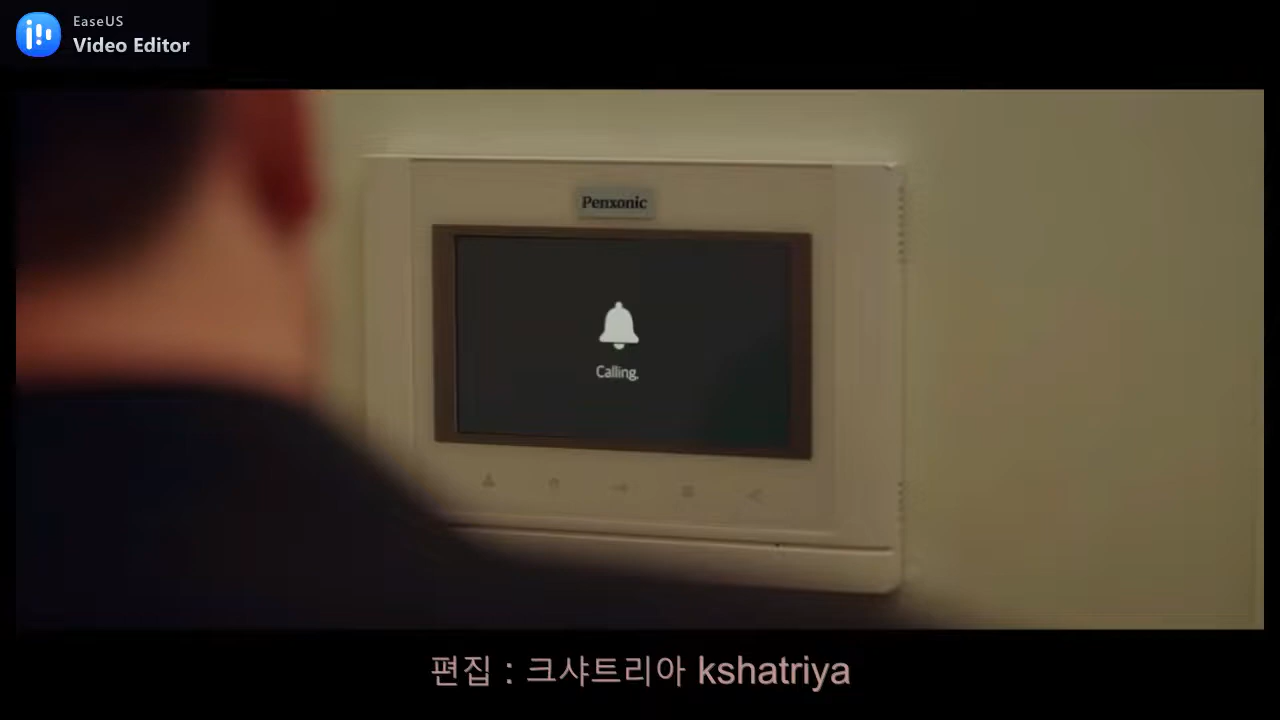 EaseUS
Video Editor
Penxonic
Calling.
편집 : 크샤트리아 kshatriya